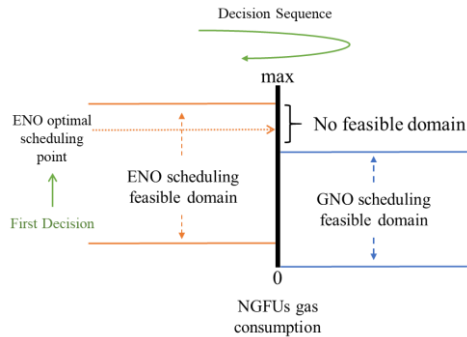 Decision Sequence
max
ENO optimal
scheduling
point
No feasible domain
ENO scheduling
feasible domain
GNO scheduling
feasible domain
First Decision
0
NGFUs gas
consumption